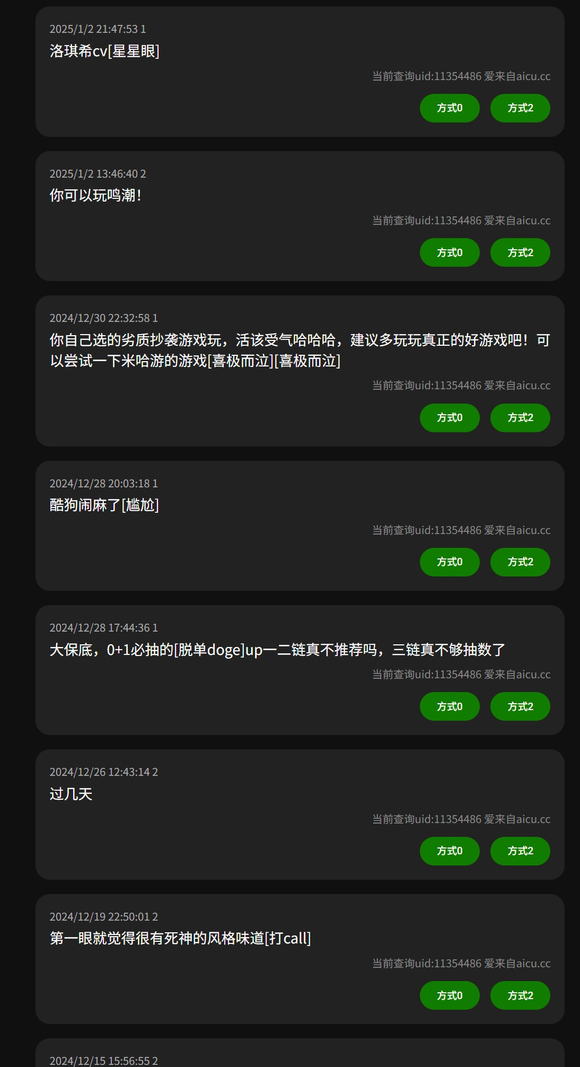 2025/1/2 21:47:53 1
洛琪希cv[星星眼]
当前查询uid:11354486 爱来自aicu.cc
方式0 方式2
2025/1/2 13:46:40 2
你可以玩鸣潮！
当前查询uid:11354486 爱来自aicu.cc
方式0 方式2
2024/12/30 22:32:58 1
你自己选的劣质抄袭游戏玩，活该受气哈哈哈，建议多玩玩真正的好游戏吧！可
以尝试一下米哈游的游戏[喜极而泣][喜极而泣]
当前查询uid:11354486 爱来自aicu.cc
方式0 方式2
2024/12/28 20:03:18 1
酷狗闹麻了[尴尬]
当前查询uid:11354486 爱来自aicu.cc
方式0 方式2
2024/12/28 17:44:36 1
大保底，0+1必抽的[脱单doge]up一二链真不推荐吗，三链真不够抽数了
当前查询uid:11354486 爱来自aicu.cc
方式0 方式2
2024/12/26 12:43:14 2
过几天
当前查询uid:11354486 爱来自aicu.cc
方式0 方式2
2024/12/19 22:50:01 2
第一眼就觉得很有死神的风格味道[打call]
当前查询uid:11354486 爱来自aicu.cc
方式0 方式2
2024/12/15 15:56:55 2